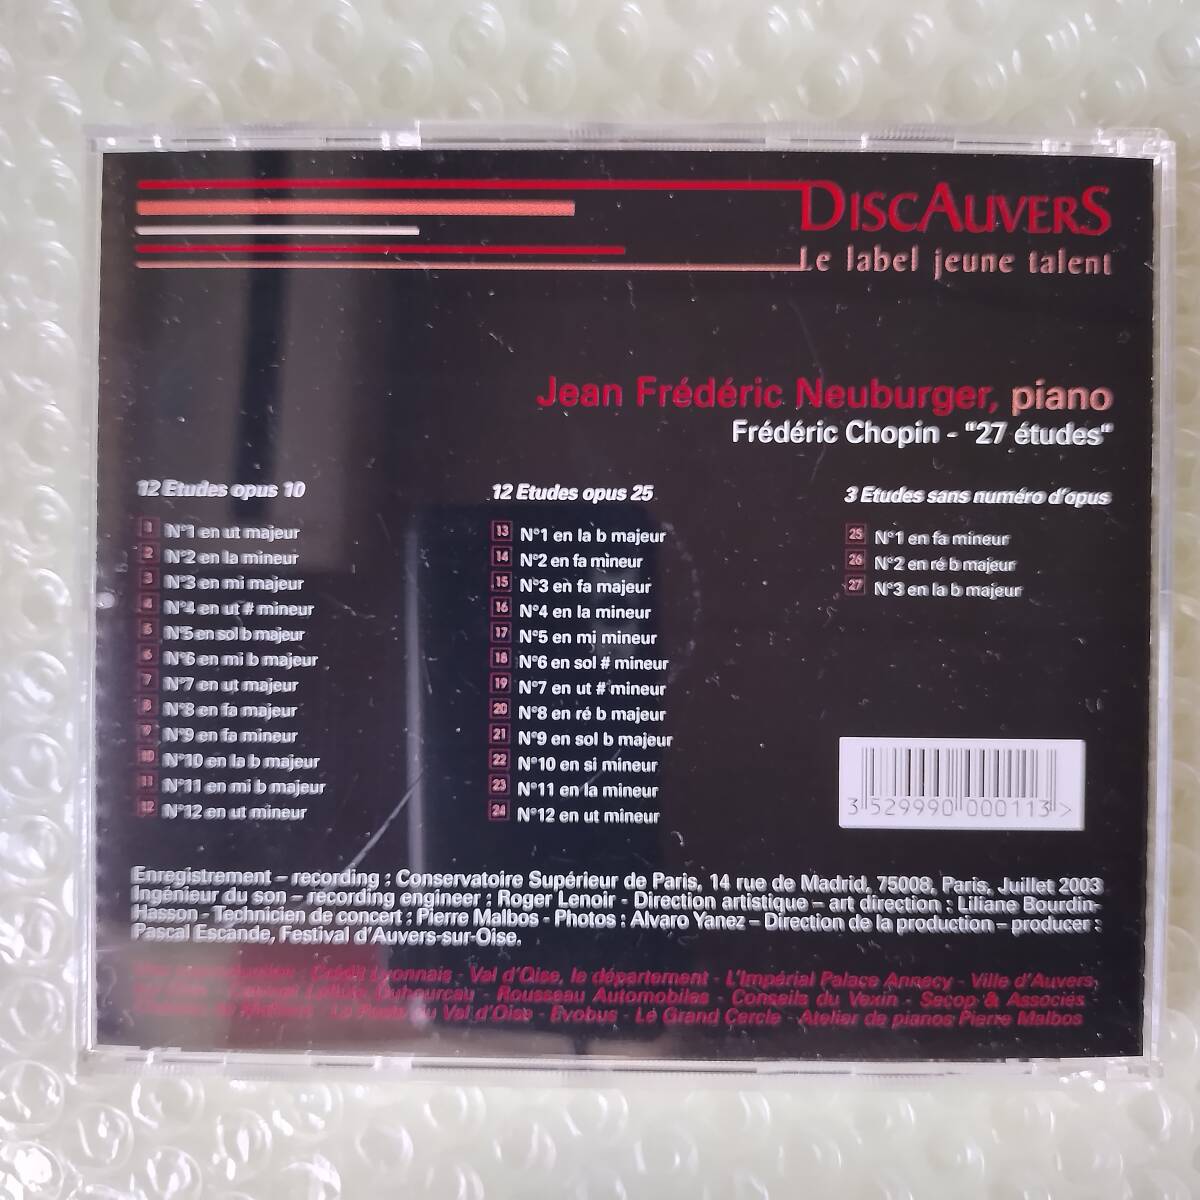 DISCAUVERS
Le label jeune talent
Jean Frédéric Neuburger, piano
Frédéric Chopin - "27 études"
12 Etudes opus 10
1 N°1 en ut majeur
2 N°2 en la mineur
3 N°3 en mi majeur
4 N°4 en ut # mineur
5 N°5 en sol b majeur
6 N°6 en mi b majeur
7 N°7 en ut majeur
8 N°8 en fa majeur
9 N°9 en fa mineur
10 N°10 en la b majeur
11 N°11 en mi b majeur
12 N°12 en ut mineur
12 Etudes opus 25
13 N°1 en la b majeur
14 N°2 en fa mineur
15 N°3 en fa majeur
16 N°4 en la mineur
17 N°5 en mi mineur
18 N°6 en sol # mineur
19 N°7 en ut # mineur
20 N°8 en ré b majeur
21 N°9 en sol b majeur
22 N°10 en si mineur
23 N°11 en la mineur
24 N°12 en ut mineur
3 Etudes sans numéro d'opus
25 N°1 en fa mineur
26 N°2 en ré b majeur
27 N°3 en la b majeur
3 529990 000113 >
Enregistrement – recording : Conservatoire Supérieur de Paris, 14 rue de Madrid, 75008, Paris, Juillet 2003
Ingénieur du son – recording engineer : Roger Lenoir - Direction artistique – art direction : Liliane Bourdin-
Hasson - Technicien de concert : Pierre Malbos - Photos : Alvaro Yanez – Direction de la production – producer :
Pascal Escande, Festival d'Auvers-sur-Oise.
: Crédit Lyonnais - Val d'Oise, le département - L'Impérial Palace Annecy - Ville d'Auvers,
- Rousseau Automobiles - Conseils du Vexin - Secop & Associés -
du Val d'Oise - Evobus - Le Grand Cercle - Atelier de pianos Pierre Malbos